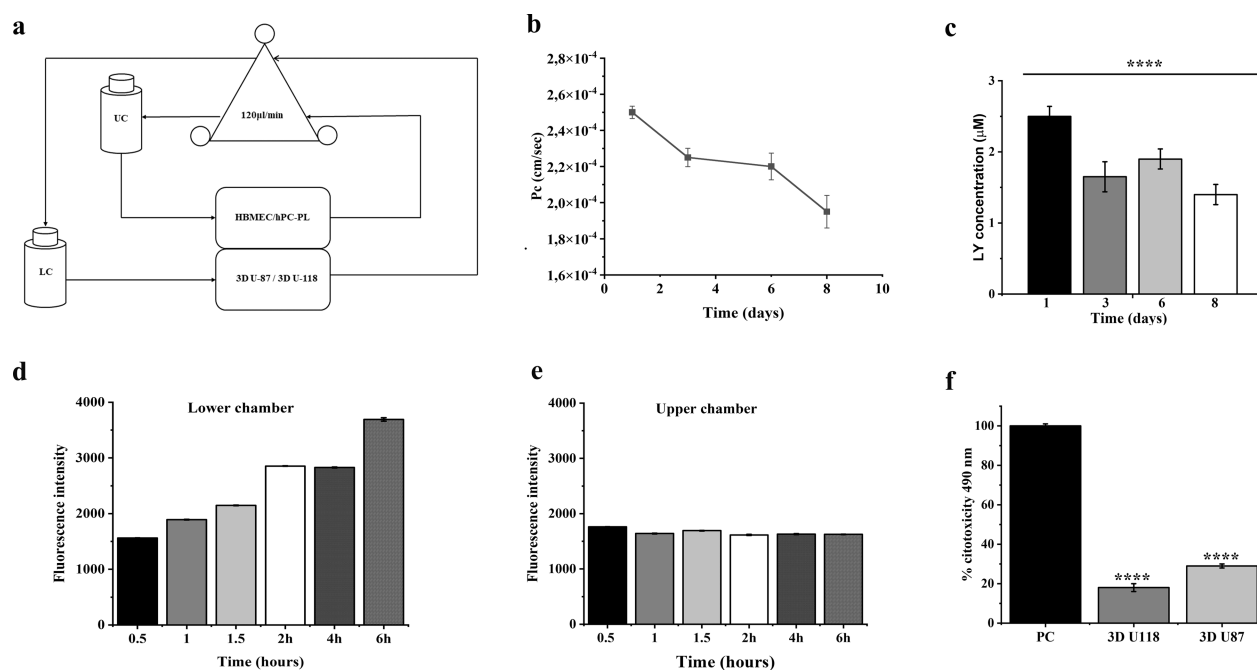 a
UC
120µl/min
HBMEC/hPC-PL
LC
3D U-87 / 3D U-118
b
2,8×10⁻⁴
2,6×10⁻⁴
2,4×10⁻⁴
2,2×10⁻⁴
2,0×10⁻⁴
1,8×10⁻⁴
1,6×10⁻⁴
Pc (cm/sec)
0 2 4 6 8 10
Time (days)
c
****
3
2
1
0
LY concentration (µM)
1 3 6 8
Time (days)
d
Lower chamber
4000
3000
2000
1000
0
Fluorescence intensity
0.5 1 1.5 2h 4h 6h
Time (hours)
e
Upper chamber
4000
3000
2000
1000
0
Fluorescence intensity
0.5 1 1.5 2h 4h 6h
Time (hours)
f
100
80
60
40
20
0
% citotoxicity 490 nm
****
****
PC 3D U118 3D U87